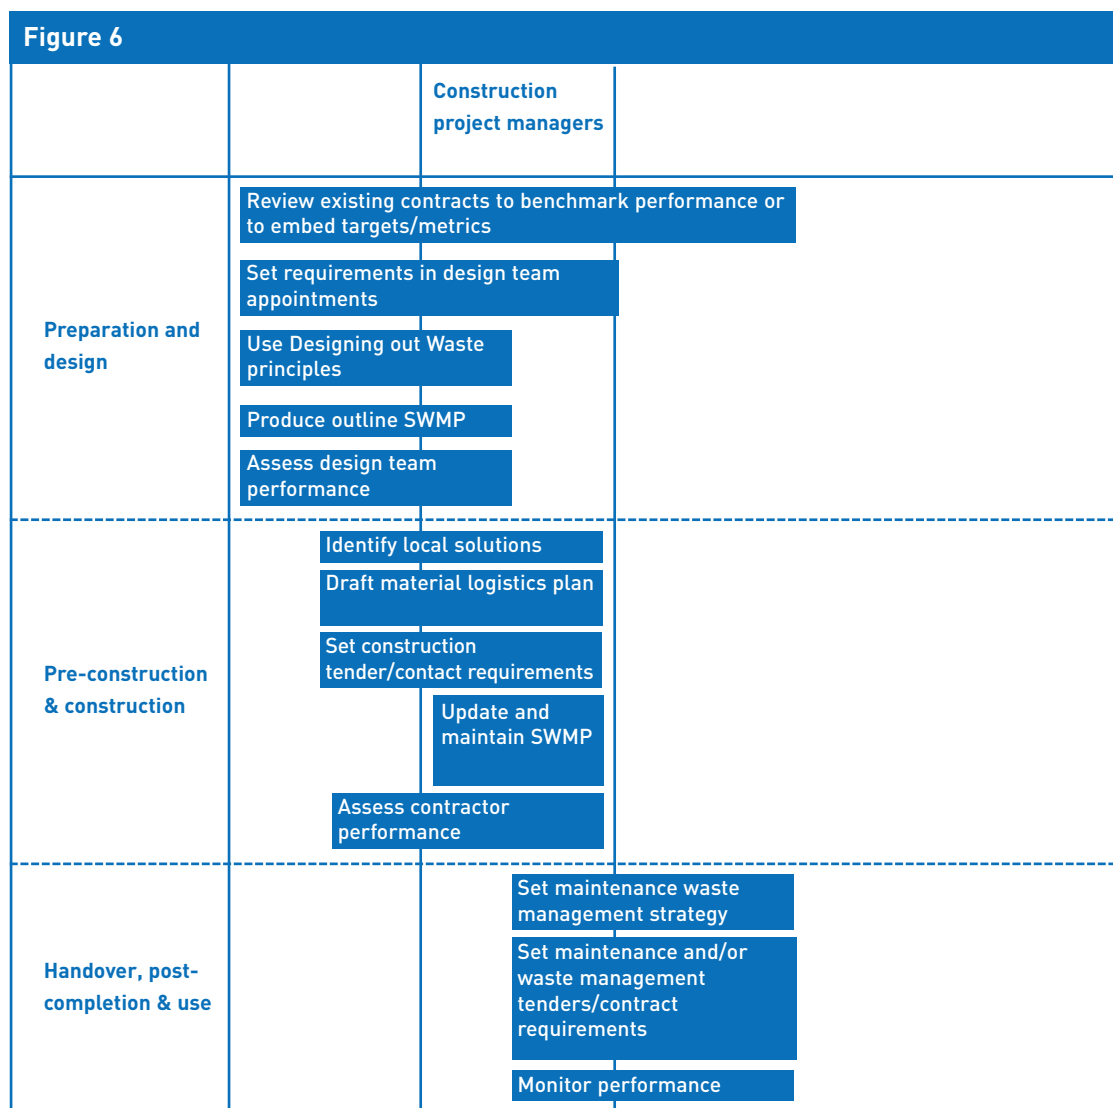 Figure 6
Construction
project managers
Preparation and
design
Review existing contracts to benchmark performance or
to embed targets/metrics
Set requirements in design team
appointments
Use Designing out Waste
principles
Produce outline SWMP
Assess design team
performance
Pre-construction
& construction
Identify local solutions
Draft material logistics plan
Set construction
tender/contact requirements
Update and
maintain SWMP
Assess contractor
performance
Handover, post-
completion & use
Set maintenance waste
management strategy
Set maintenance and/or
waste management
tenders/contract
requirements
Monitor performance